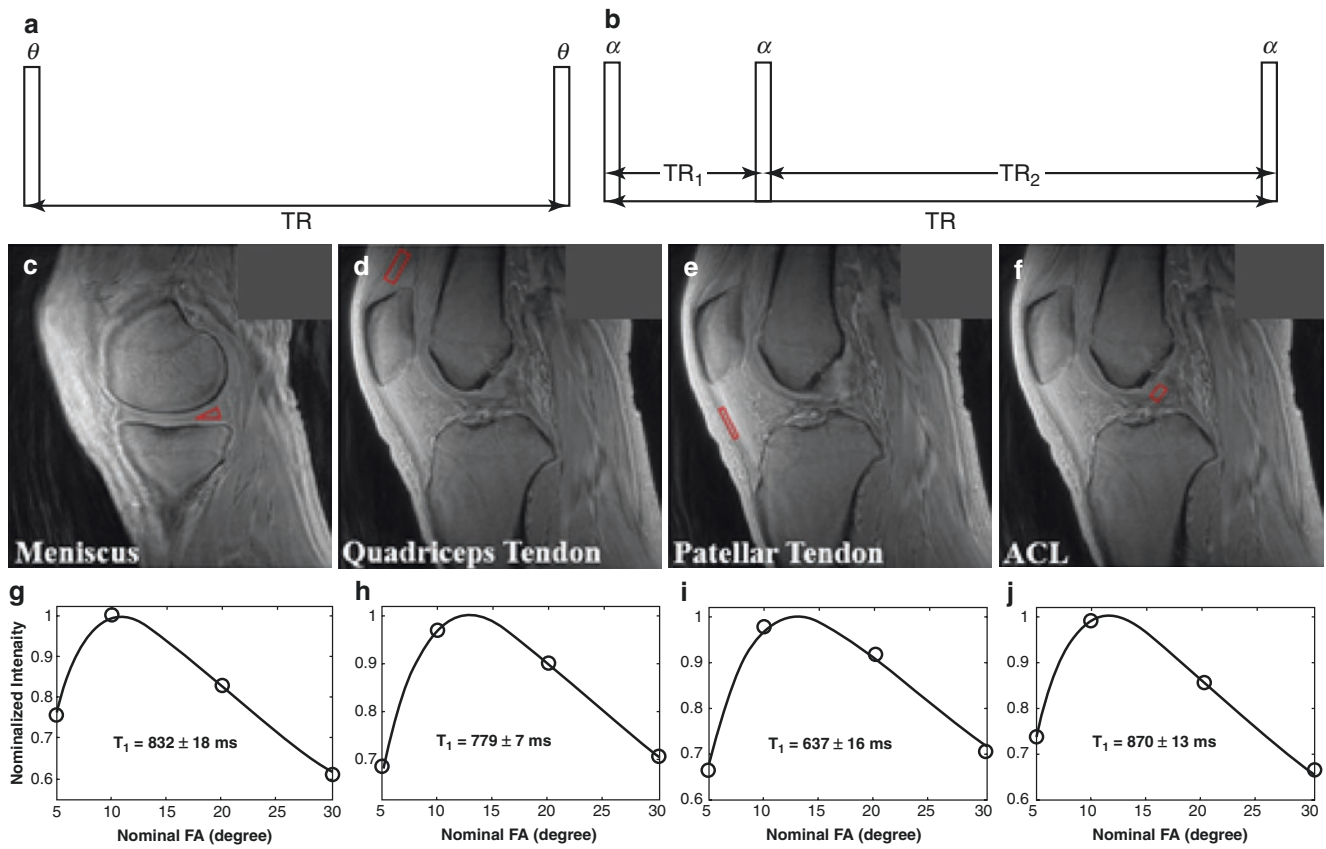 a
θ
θ
TR
b
α
α
α
TR₁
TR₂
TR
c
Meniscus
d
Quadriceps Tendon
e
Patellar Tendon
f
ACL
g
Nominalized Intenaity
1
0.9
0.8
0.7
0.6
T₁ = 832 ± 18 ms
5 10 15 20 25 30
Nominal FA (degree)
h
1
0.9
0.8
0.7
T₁ = 779 ± 7 ms
5 10 15 20 25 30
Nominal FA (degree)
i
1
0.9
0.8
0.7
0.6
T₁ = 637 ± 16 ms
5 10 15 20 25 30
Nominal FA (degree)
j
1
0.9
0.8
0.7
0.6
T₁ = 870 ± 13 ms
5 10 15 20 25 30
Nominal FA (degree)